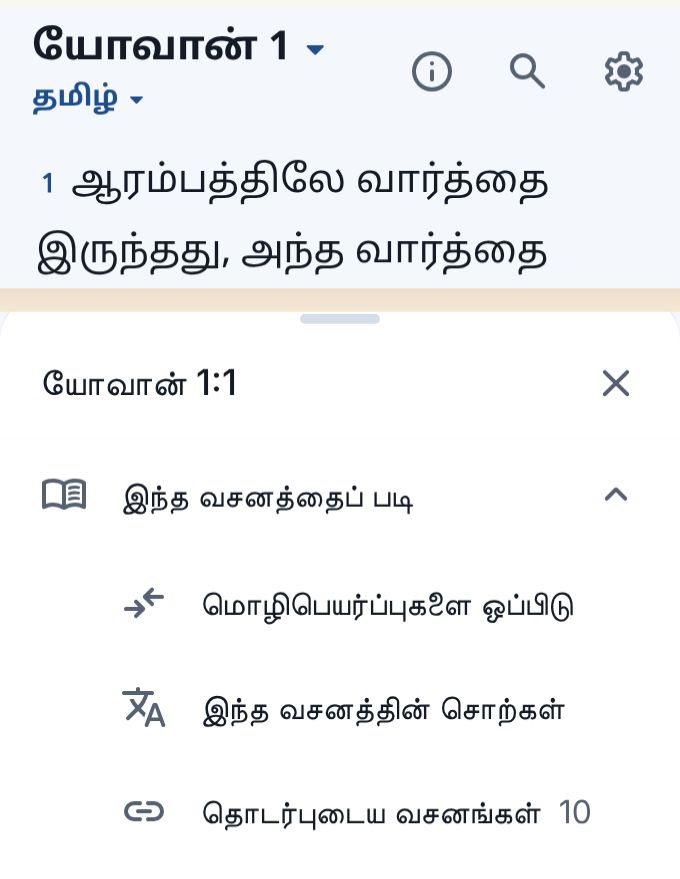 யோவான் 1
தமிழ்
1 ஆரம்பத்திலே வார்த்தை
இருந்தது, அந்த வார்த்தை
யோவான் 1:1
இந்த வசனத்தைப் படி
மொழிபெயர்ப்புகளை ஒப்பிடு
இந்த வசனத்தின் சொற்கள்
தொடர்புடைய வசனங்கள் 10